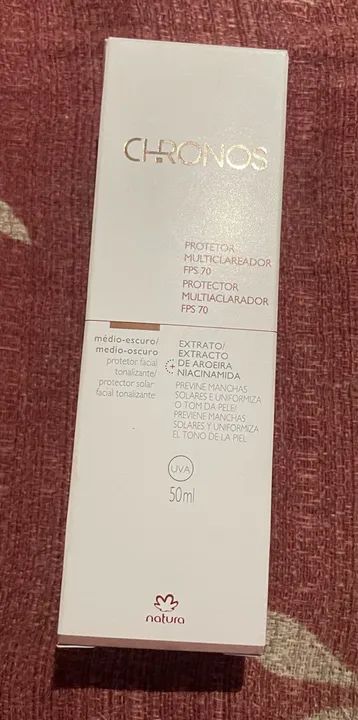 CHRONOS
PROTETOR
MULTICLAREADOR
FPS 70
PROTECTOR
MULTIACLARADOR
FPS 70
médio-escuro/
medio-oscuro
protetor facial
tonalizante/
protector solar
facial tonalizante
EXTRATO/
EXTRACTO
DE AROEIRA
NIACINAMIDA
PREVINE MANCHAS
SOLARES E UNIFORMIZA
O TOM DA PELE/
PREVIENE MANCHAS
SOLARES Y UNIFORMIZA
EL TONO DE LA PIEL
UVA
50ml
natura